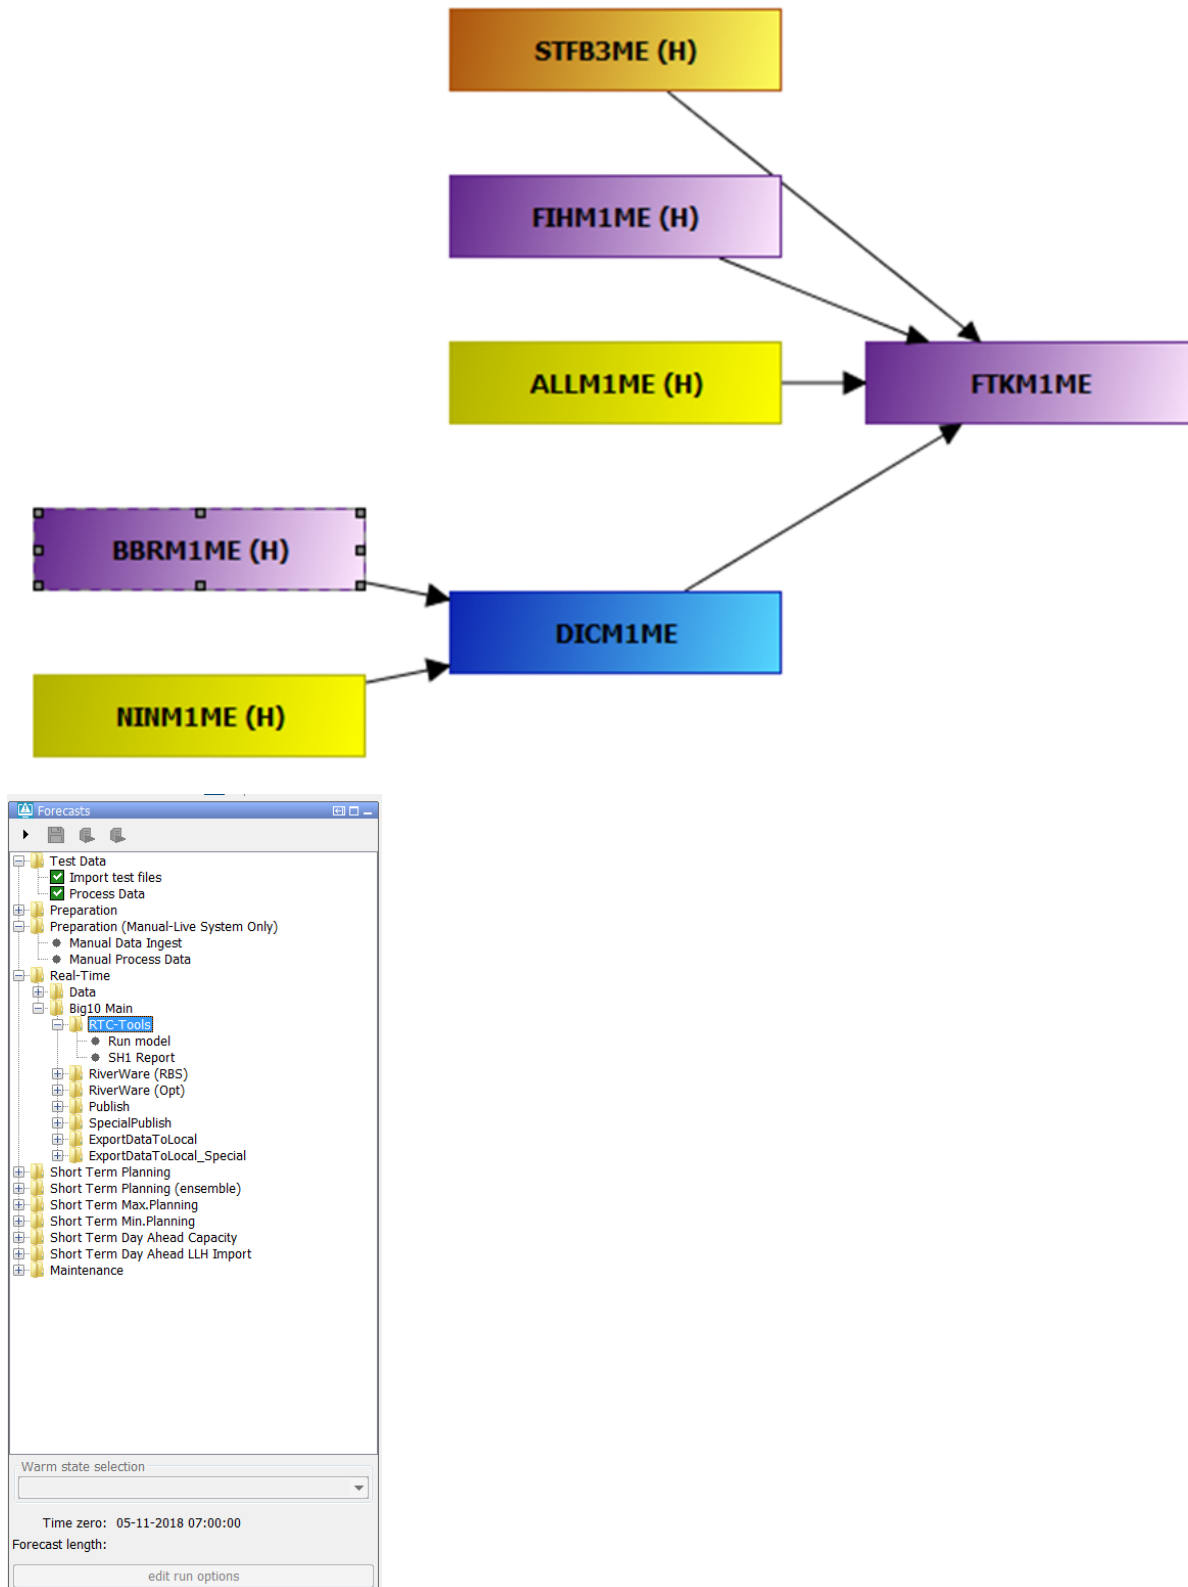 STFB3ME (H)
FIHM1ME (H)
ALLM1ME (H)
FTKM1ME
BBRM1ME (H)
DICM1ME
NINM1ME (H)
Forecasts
Test Data
Import test files
Process Data
Preparation
Preparation (Manual-Live System Only)
Manual Data Ingest
Manual Process Data
Real-Time
Data
Big10 Main
RTC-Tools
Run model
SH1 Report
RiverWare (RBS)
RiverWare (Opt)
Publish
SpecialPublish
ExportDataToLocal
ExportDataToLocal_Special
Short Term Planning
Short Term Planning (ensemble)
Short Term Max.Planning
Short Term Min.Planning
Short Term Day Ahead Capacity
Short Term Day Ahead LLH Import
Maintenance
Warm state selection
Time zero: 05-11-2018 07:00:00
Forecast length:
edit run options